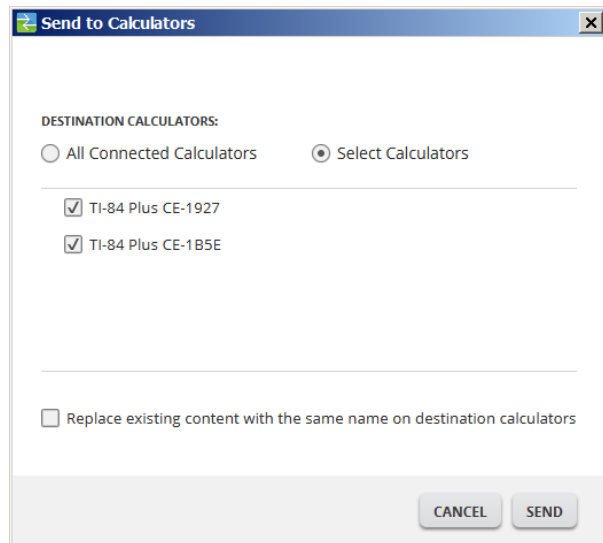 Send to Calculators
DESTINATION CALCULATORS:
All Connected Calculators Select Calculators
TI-84 Plus CE-1927
TI-84 Plus CE-1B5E
Replace existing content with the same name on destination calculators
CANCEL SEND